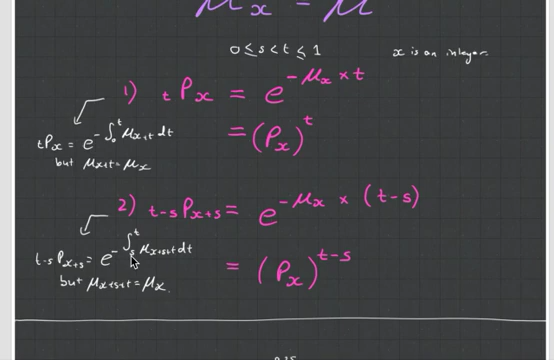 μx = μ
0 ≤ s < t ≤ 1 x is an integer
1) tPx = e^(-μx × t)
= (Px)^t
tPx = e^(-∫₀ᵗ μx+t dt)
but μx+t = μx
2) t-sPx+s = e^(-μx × (t-s))
= (Px)^(t-s)
t-sPx+s = e^(-∫ₛᵗ μx+s+t dt)
but μx+s+t = μx.